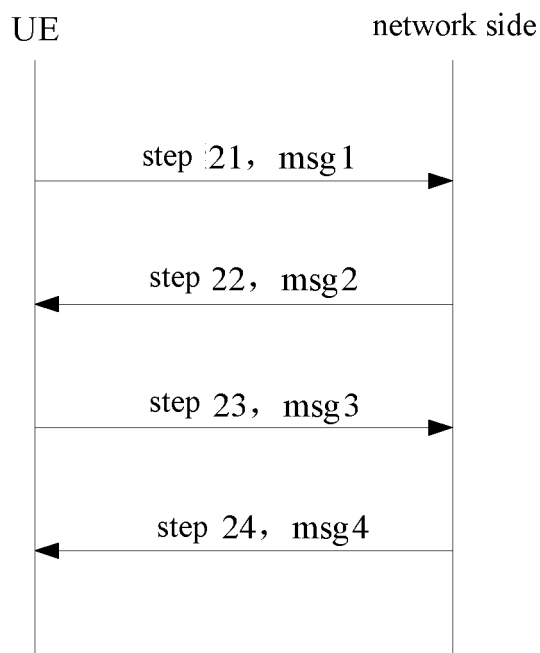 UE
network side
step 21, msg1
step 22, msg2
step 23, msg3
step 24, msg4